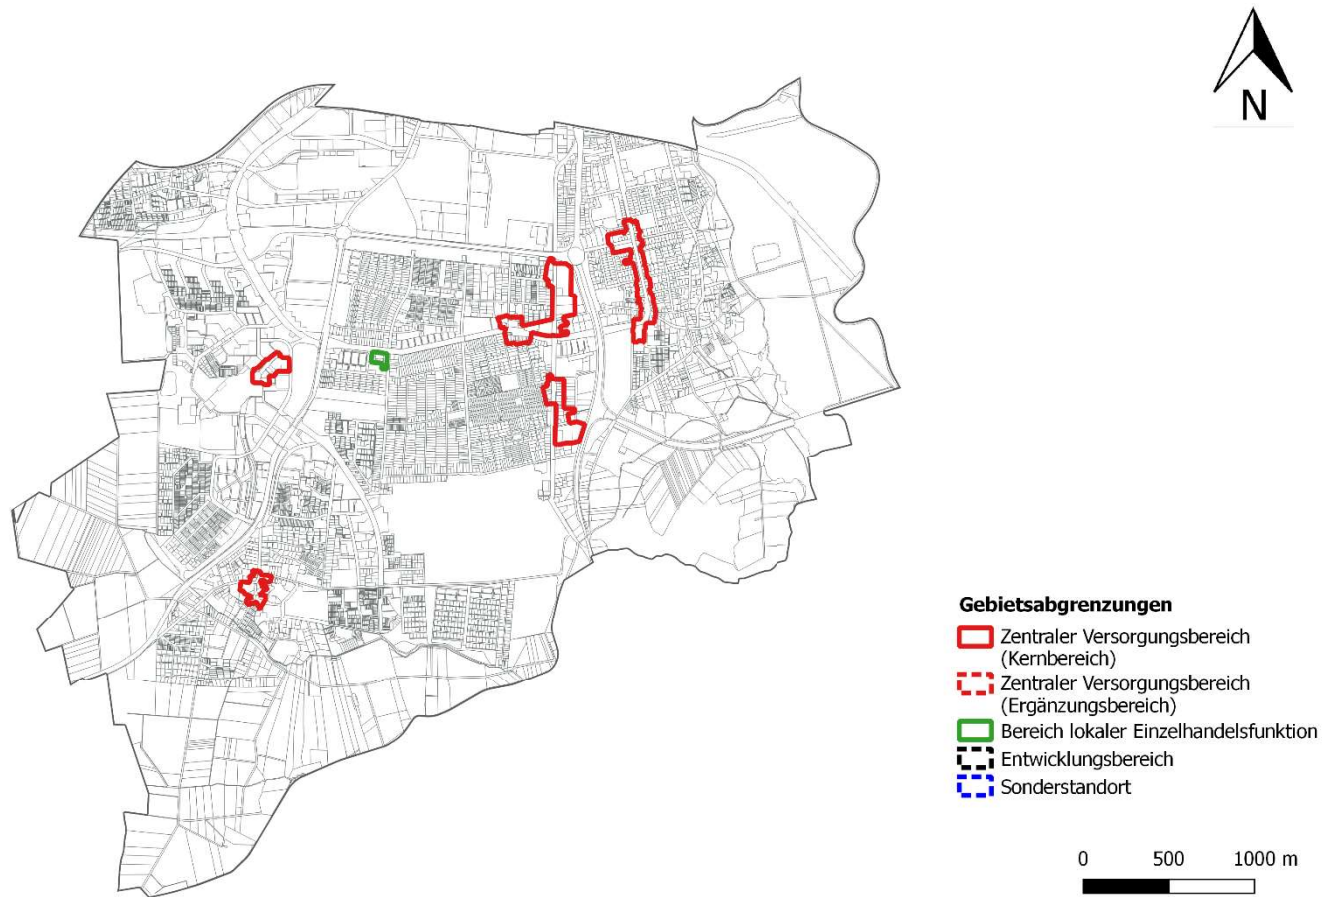 N
Gebietsabgrenzungen
Zentraler Versorgungsbereich
(Kernbereich)
Zentraler Versorgungsbereich
(Ergänzungsbereich)
Bereich lokaler Einzelhandelsfunktion
Entwicklungsbereich
Sonderstandort
0 500 1000 m